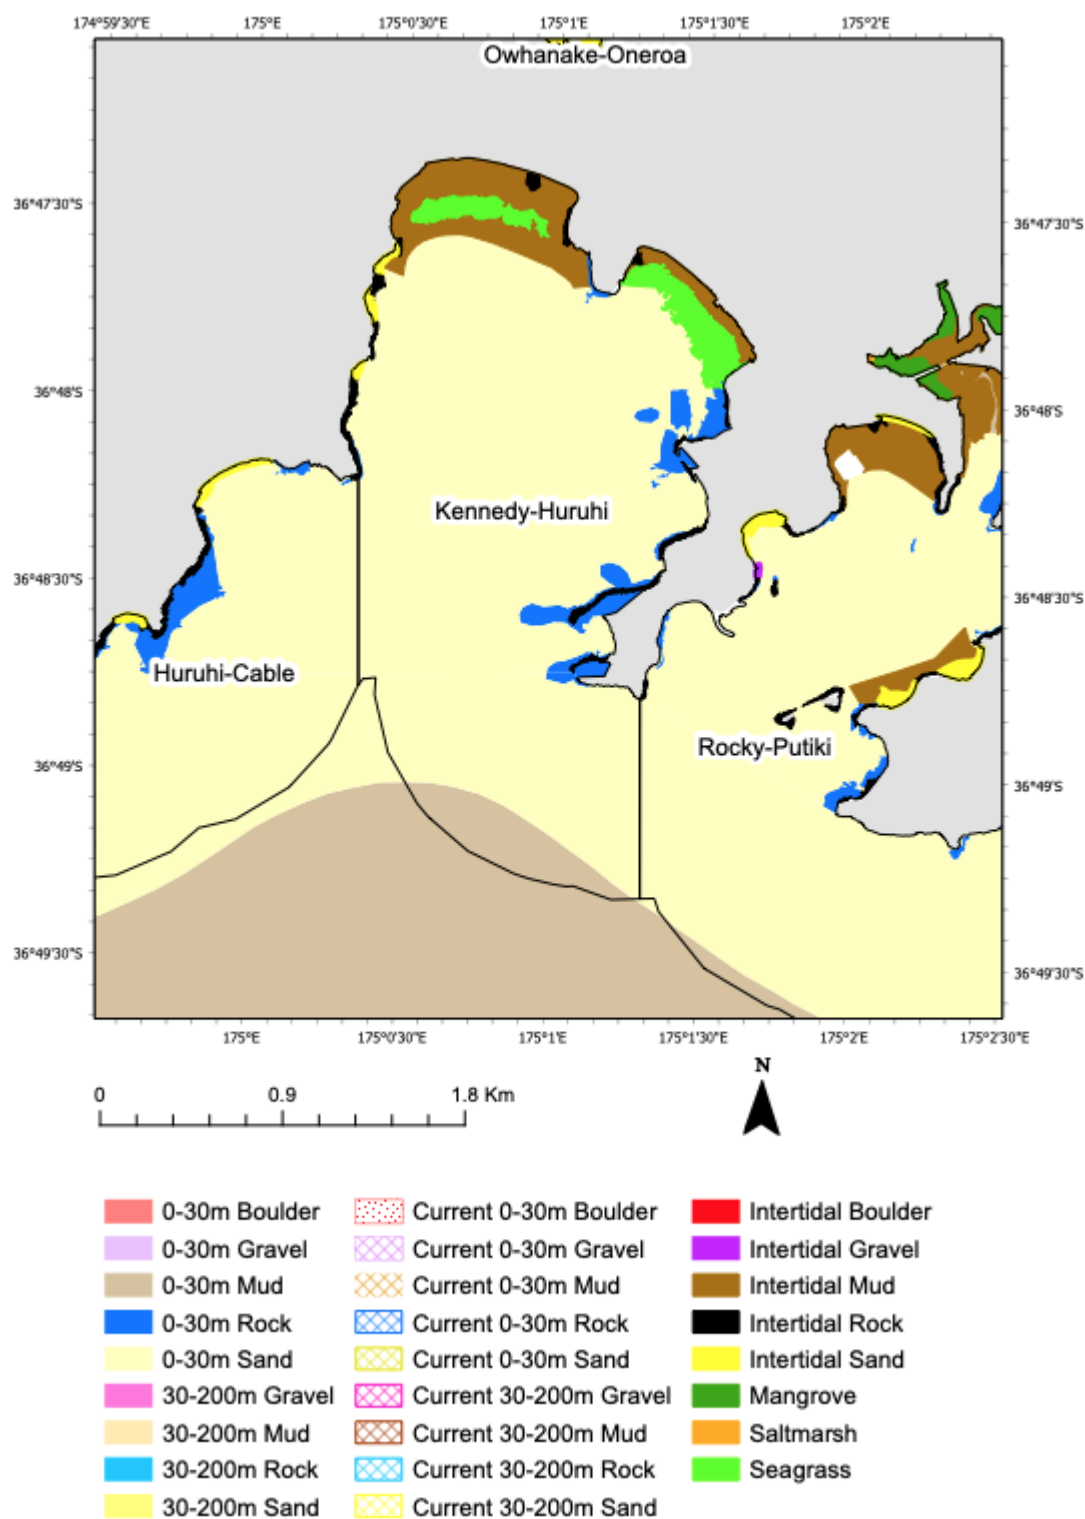 174°59'30"E 175°E 175°0'30"E 175°1'E 175°1'30"E 175°2'E
Owhanake-Oneroa
36°47'30"S 36°47'30"S
36°48'S 36°48'S
Kennedy-Huruhi
36°48'30"S 36°48'30"S
Huruhi-Cable
Rocky-Putiki
36°49'S 36°49'S
36°49'30"S 36°49'30"S
175°E 175°0'30"E 175°1'E 175°1'30"E 175°2'E 175°2'30"E
N
0 0.9 1.8 Km
0-30m Boulder Current 0-30m Boulder Intertidal Boulder
0-30m Gravel Current 0-30m Gravel Intertidal Gravel
0-30m Mud Current 0-30m Mud Intertidal Mud
0-30m Rock Current 0-30m Rock Intertidal Rock
0-30m Sand Current 0-30m Sand Intertidal Sand
30-200m Gravel Current 30-200m Gravel Mangrove
30-200m Mud Current 30-200m Mud Saltmarsh
30-200m Rock Current 30-200m Rock Seagrass
30-200m Sand Current 30-200m Sand